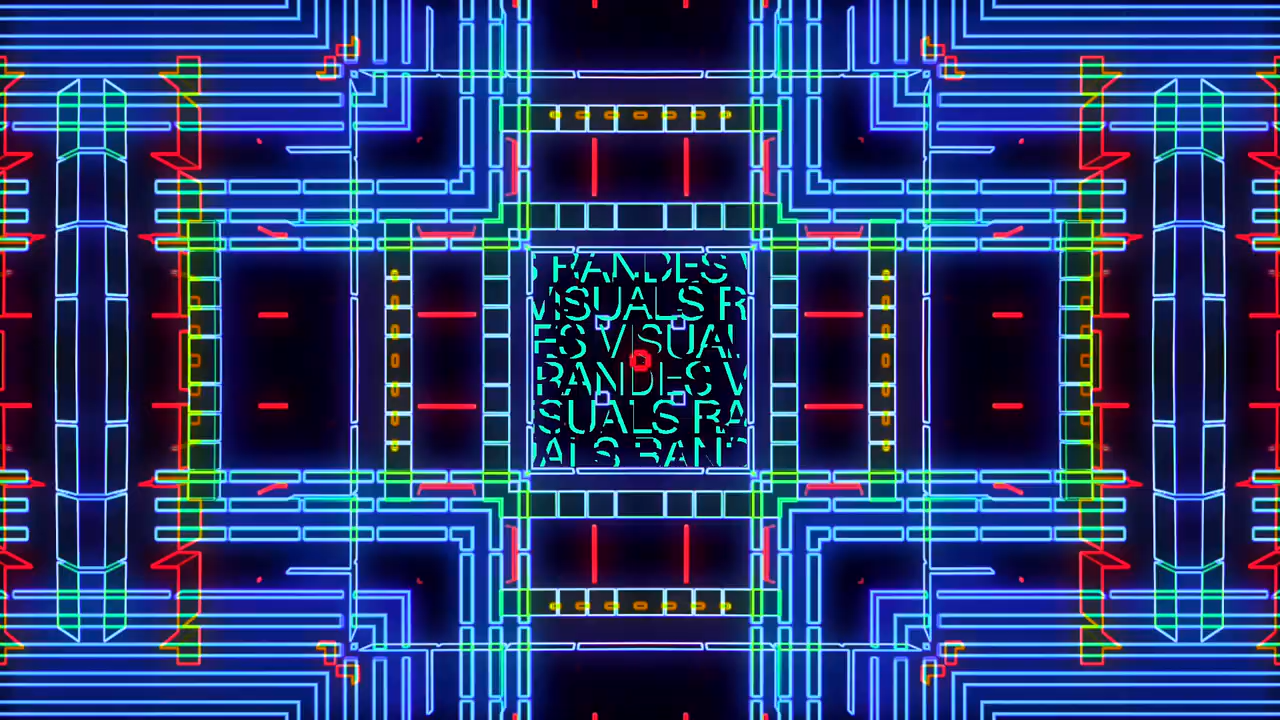 S RANDES V
VISUALS R
ES VISUAL
RANDES V
SUALS RA
ALS RAND